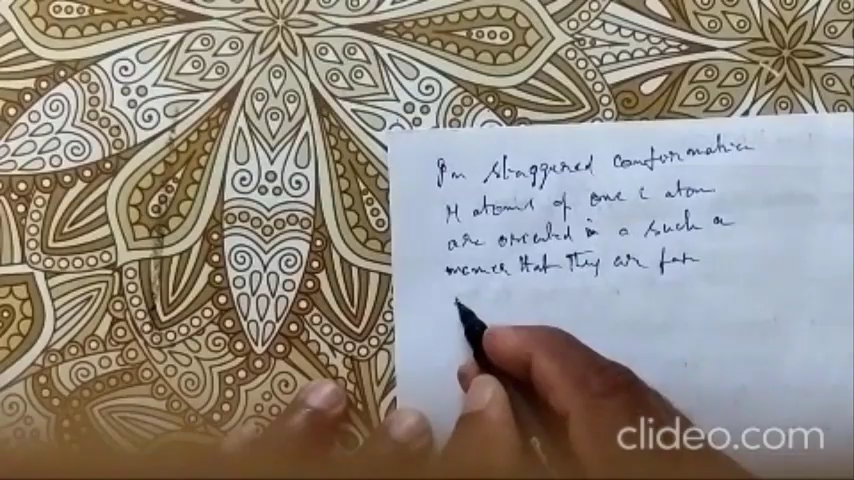 In staggered conformation
H atoms of one C atom
are oriented in a such a
manner that they are far
clideo.com